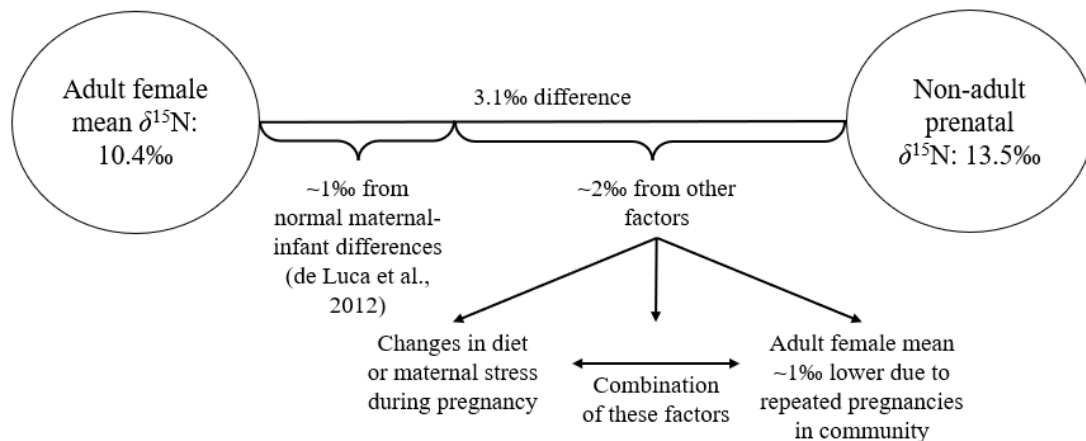 Adult female
mean δ¹⁵N:
10.4‰
3.1‰ difference
Non-adult
prenatal
δ¹⁵N: 13.5‰
~1‰ from
normal maternal-
infant differences
(de Luca et al.,
2012)
~2‰ from other
factors
Changes in diet
or maternal stress
during pregnancy
Combination
of these factors
Adult female mean
~1‰ lower due to
repeated pregnancies
in community